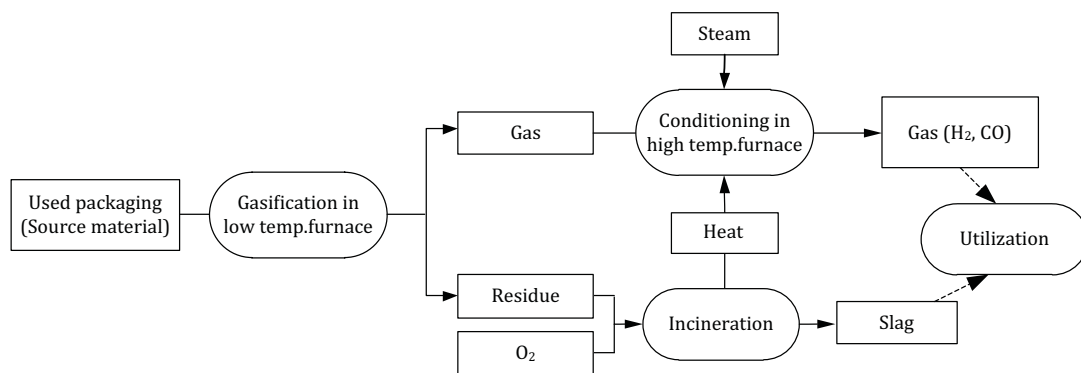 Steam
Gas
Conditioning in
high temp.furnace
Gas (H₂, CO)
Used packaging
(Source material)
Gasification in
low temp.furnace
Heat
Utilization
Residue
Incineration
Slag
O₂